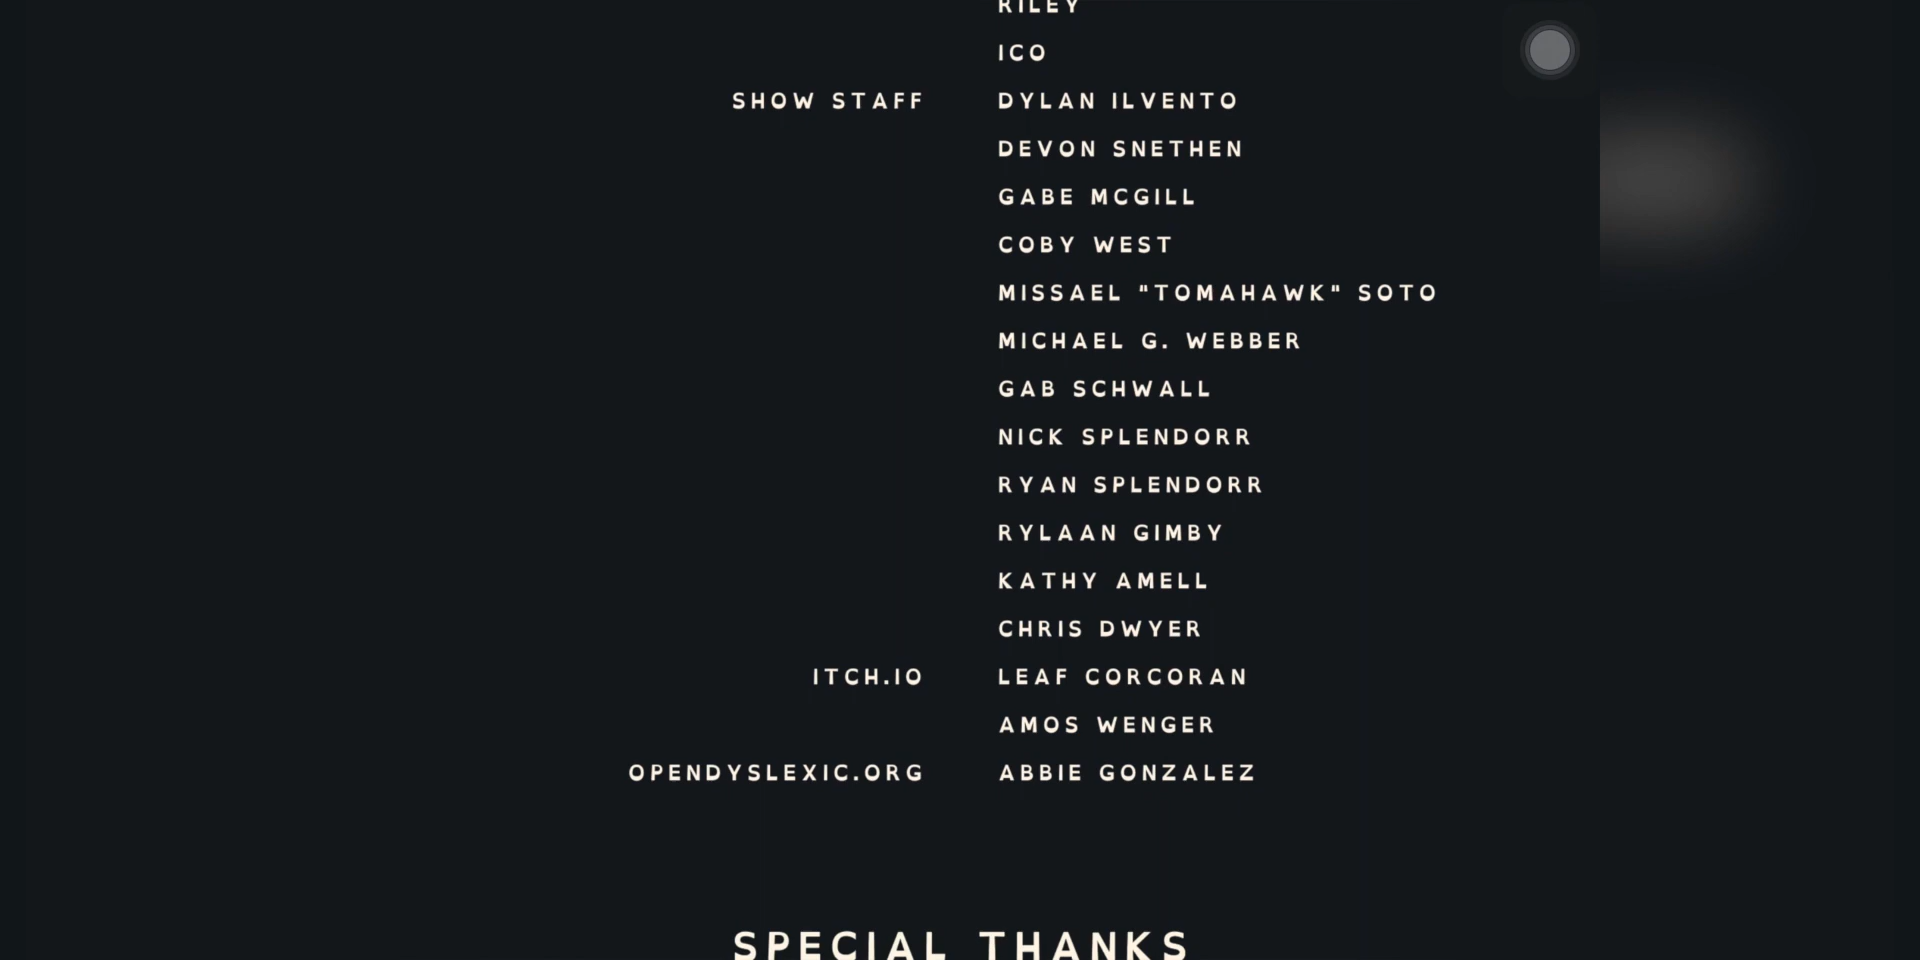 RILEY
ICO
SHOW STAFF DYLAN ILVENTO
DEVON SNETHEN
GABE MCGILL
COBY WEST
MISSAEL "TOMAHAWK" SOTO
MICHAEL G. WEBBER
GAB SCHWALL
NICK SPLENDORR
RYAN SPLENDORR
RYLAAN GIMBY
KATHY AMELL
CHRIS DWYER
ITCH.IO LEAF CORCORAN
AMOS WENGER
OPENDYSLEXIC.ORG ABBIE GONZALEZ
SPECIAL THANKS